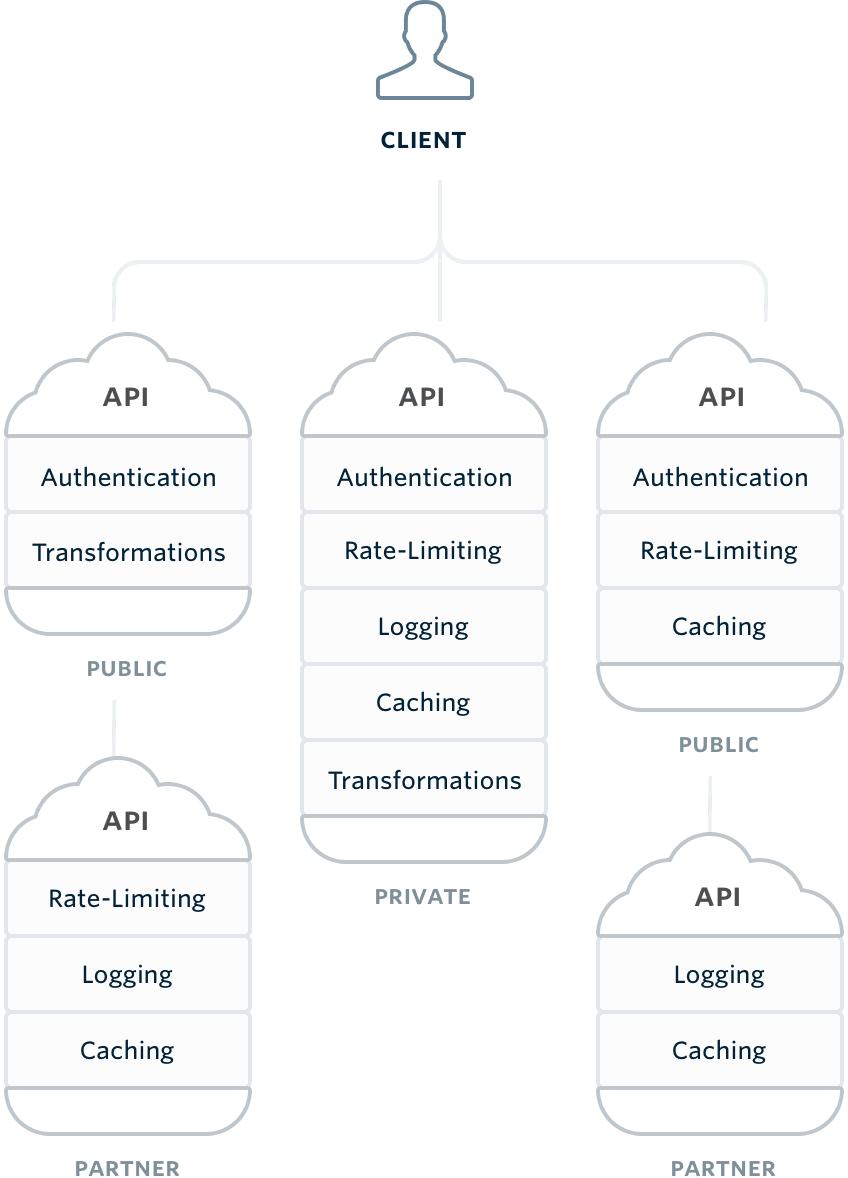 CLIENT
API
Authentication
Transformations
PUBLIC
API
Rate-Limiting
Logging
Caching
PARTNER
API
Authentication
Rate-Limiting
Logging
Caching
Transformations
PRIVATE
API
Authentication
Rate-Limiting
Caching
PUBLIC
API
Logging
Caching
PARTNER